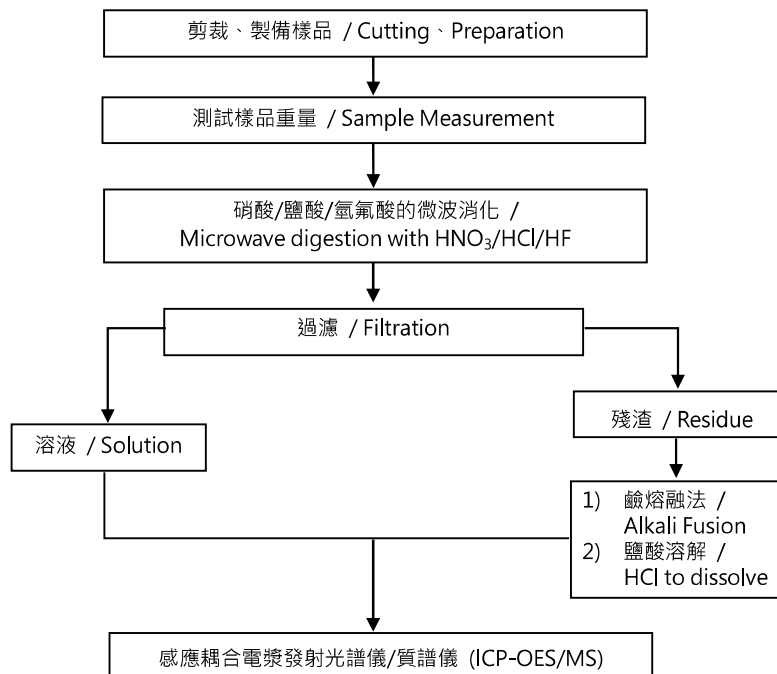 剪裁、製備樣品 / Cutting、Preparation
測試樣品重量 / Sample Measurement
硝酸/鹽酸/氫氟酸的微波消化 /
Microwave digestion with HNO₃/HCl/HF
過濾 / Filtration
溶液 / Solution
殘渣 / Residue
1) 鹼熔融法 /
Alkali Fusion
2) 鹽酸溶解 /
HCl to dissolve
感應耦合電漿發射光譜儀/質譜儀 (ICP-OES/MS)